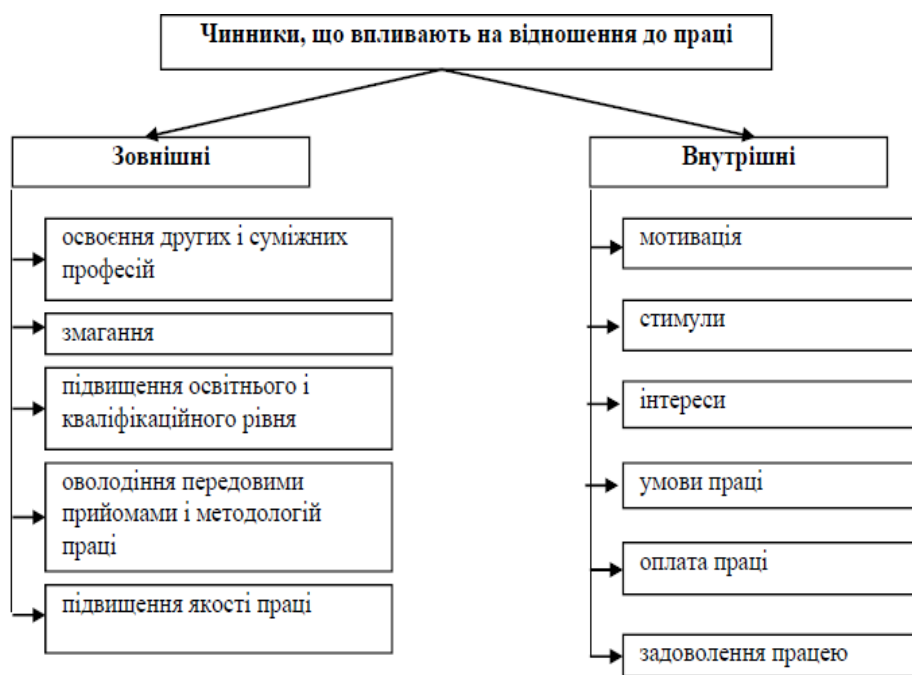 Чинники, що впливають на відношення до праці
Зовнішні
освоєння других і суміжних
професій
змагання
підвищення освітнього і
кваліфікаційного рівня
оволодіння передовими
прийомами і методологій
праці
підвищення якості праці
Внутрішні
мотивація
стимули
інтереси
умови праці
оплата праці
задоволення працею